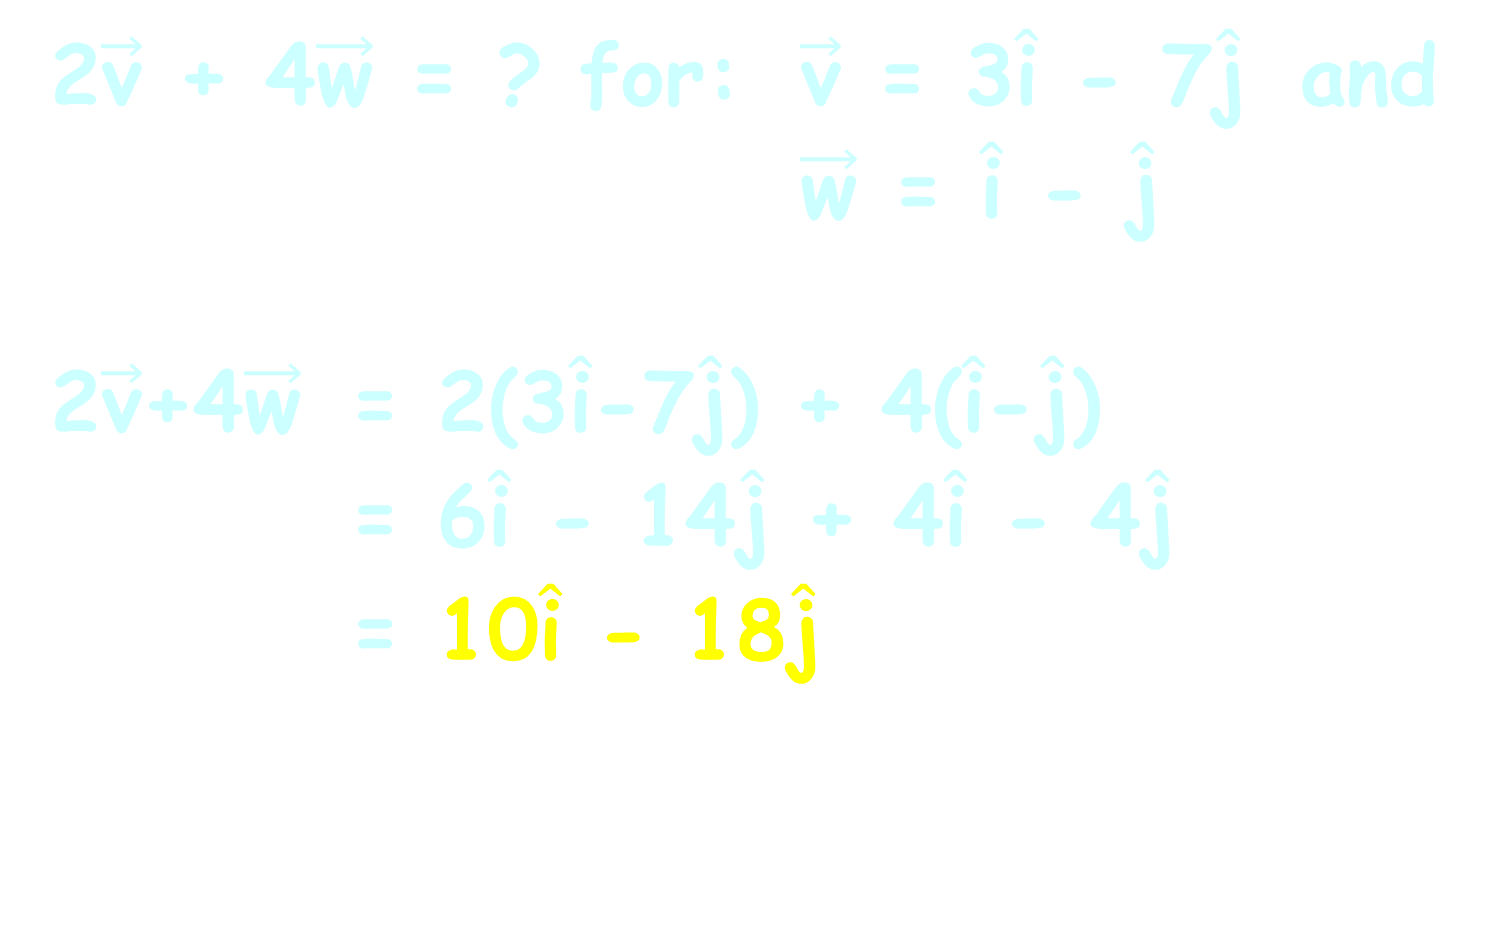 2v⃗ + 4w⃗ = ? for: v⃗ = 3î - 7ĵ and
w⃗ = î - ĵ
2v⃗+4w⃗ = 2(3î-7ĵ) + 4(î-ĵ)
= 6î - 14ĵ + 4î - 4ĵ
= 10î - 18ĵ